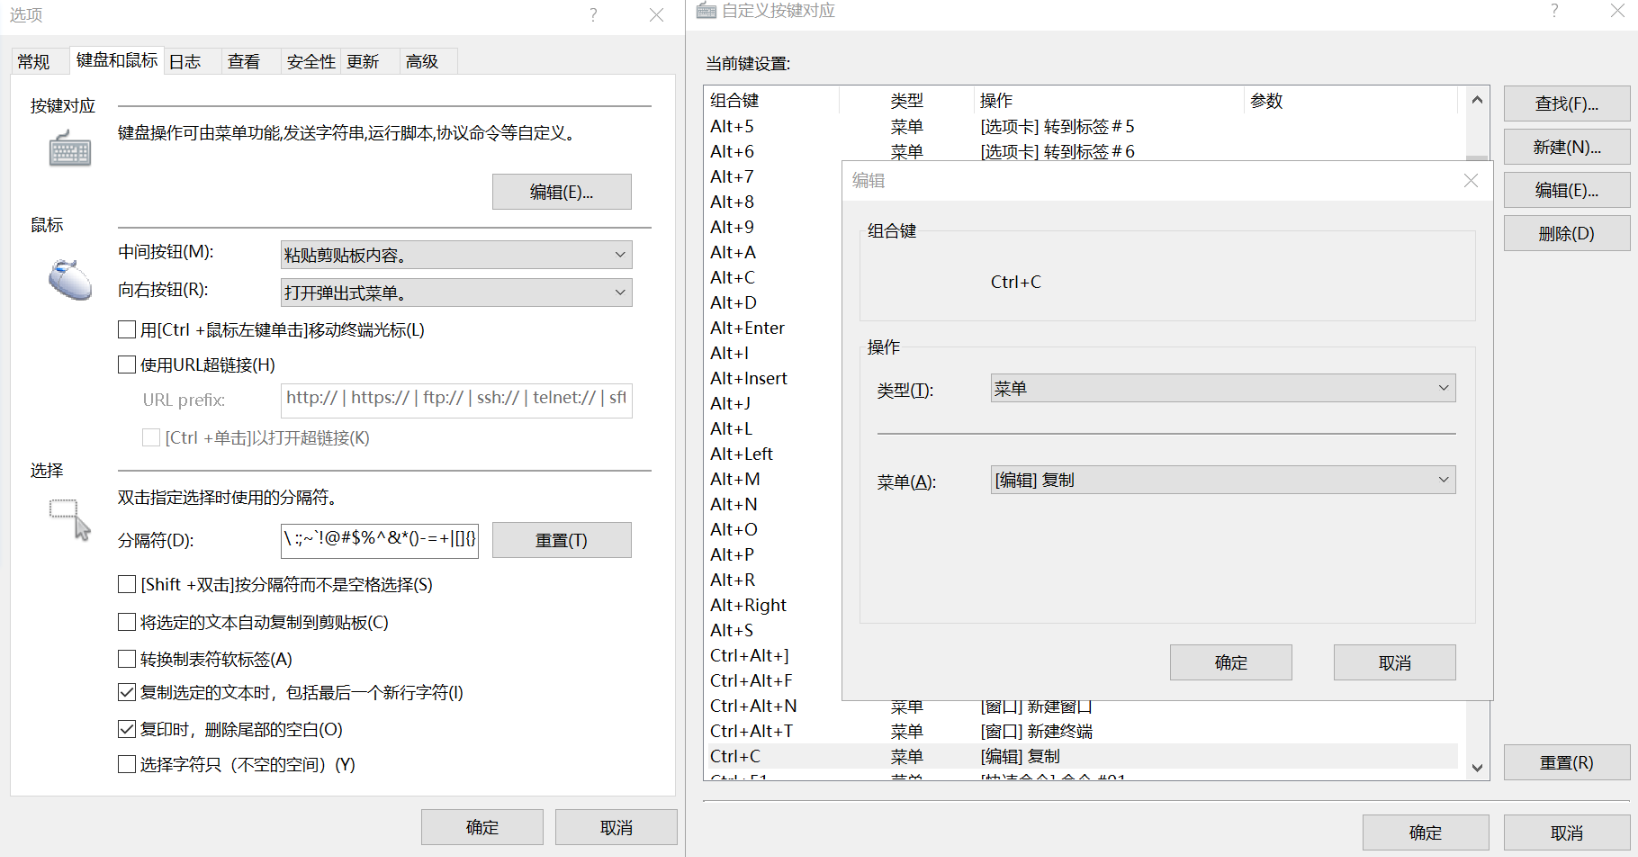 选项
?
常规 键盘和鼠标 日志 查看 安全性 更新 高级
按键对应
键盘操作可由菜单功能,发送字符串,运行脚本,协议命令等自定义。
编辑(E)...
鼠标
中间按钮(M): 粘贴剪贴板内容。
向右按钮(R): 打开弹出式菜单。
用[Ctrl +鼠标左键单击]移动终端光标(L)
使用URL超链接(H)
URL prefix: http:// | https:// | ftp:// | ssh:// | telnet:// | sft
[Ctrl +单击]以打开超链接(K)
选择
双击指定选择时使用的分隔符。
分隔符(D): \ :;~`!@#$%^&*()-=+|[]{} 重置(T)
[Shift +双击]按分隔符而不是空格选择(S)
将选定的文本自动复制到剪贴板(C)
转换制表符软标签(A)
复制选定的文本时，包括最后一个新行字符(I)
复印时，删除尾部的空白(O)
选择字符只（不空的空间）(Y)
确定 取消
自定义按键对应
?
当前键设置:
组合键 类型 操作 参数
Alt+5 菜单 [选项卡] 转到标签＃5
Alt+6 菜单 [选项卡] 转到标签＃6
Alt+7
Alt+8
Alt+9
Alt+A
Alt+C
Alt+D
Alt+Enter
Alt+I
Alt+Insert
Alt+J
Alt+L
Alt+Left
Alt+M
Alt+N
Alt+O
Alt+P
Alt+R
Alt+Right
Alt+S
Ctrl+Alt+]
Ctrl+Alt+F
Ctrl+Alt+N 菜单 [窗口] 新建窗口
Ctrl+Alt+T 菜单 [窗口] 新建终端
Ctrl+C 菜单 [编辑] 复制
Ctrl+F1 菜单 [快速命令] 命令 #01
查找(F)...
新建(N)...
编辑(E)...
删除(D)
重置(R)
确定 取消
编辑
组合键
Ctrl+C
操作
类型(T): 菜单
菜单(A): [编辑] 复制
确定 取消